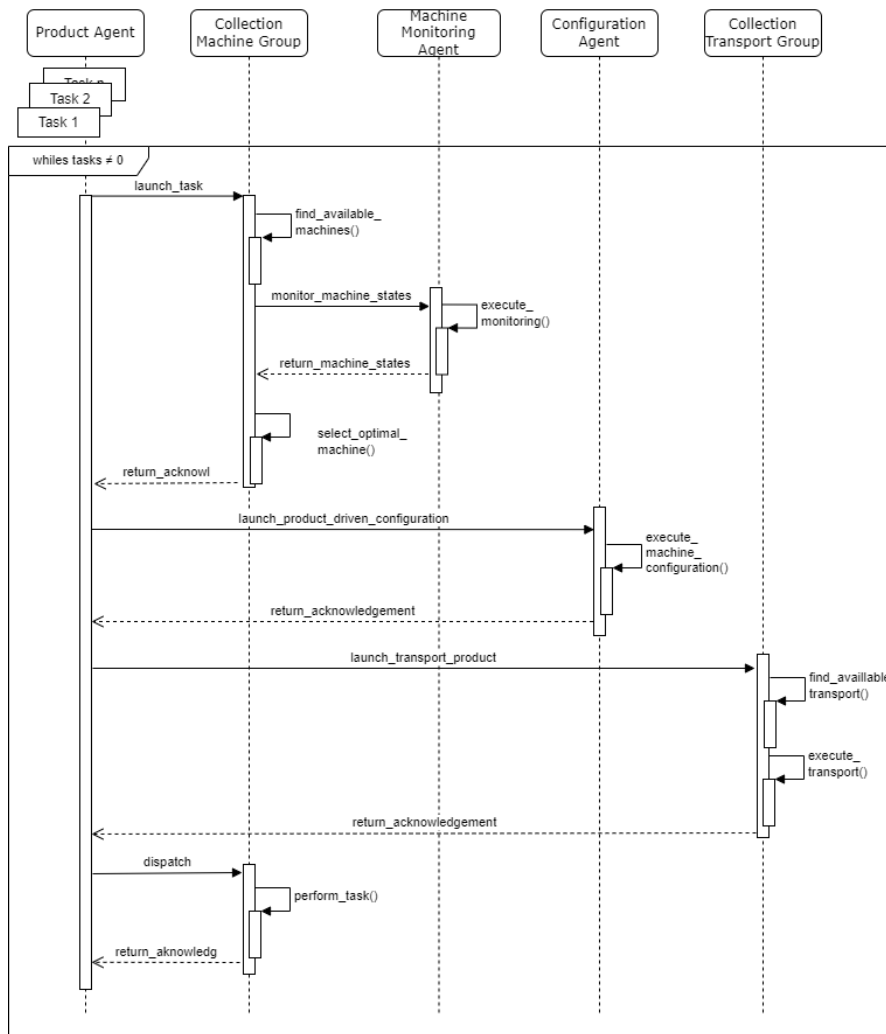 Product Agent
Collection
Machine Group
Machine
Monitoring
Agent
Configuration
Agent
Collection
Transport Group
Task n
Task 2
Task 1
whiles tasks ≠ 0
launch_task
find_available_
machines()
monitor_machine_states
execute_
monitoring()
return_machine_states
select_optimal_
machine()
return_acknowl
launch_product_driven_configuration
execute_
machine_
configuration()
return_acknowledgement
launch_transport_product
find_availlable
transport()
execute_
transport()
return_acknowledgement
dispatch
perform_task()
return_aknowledg